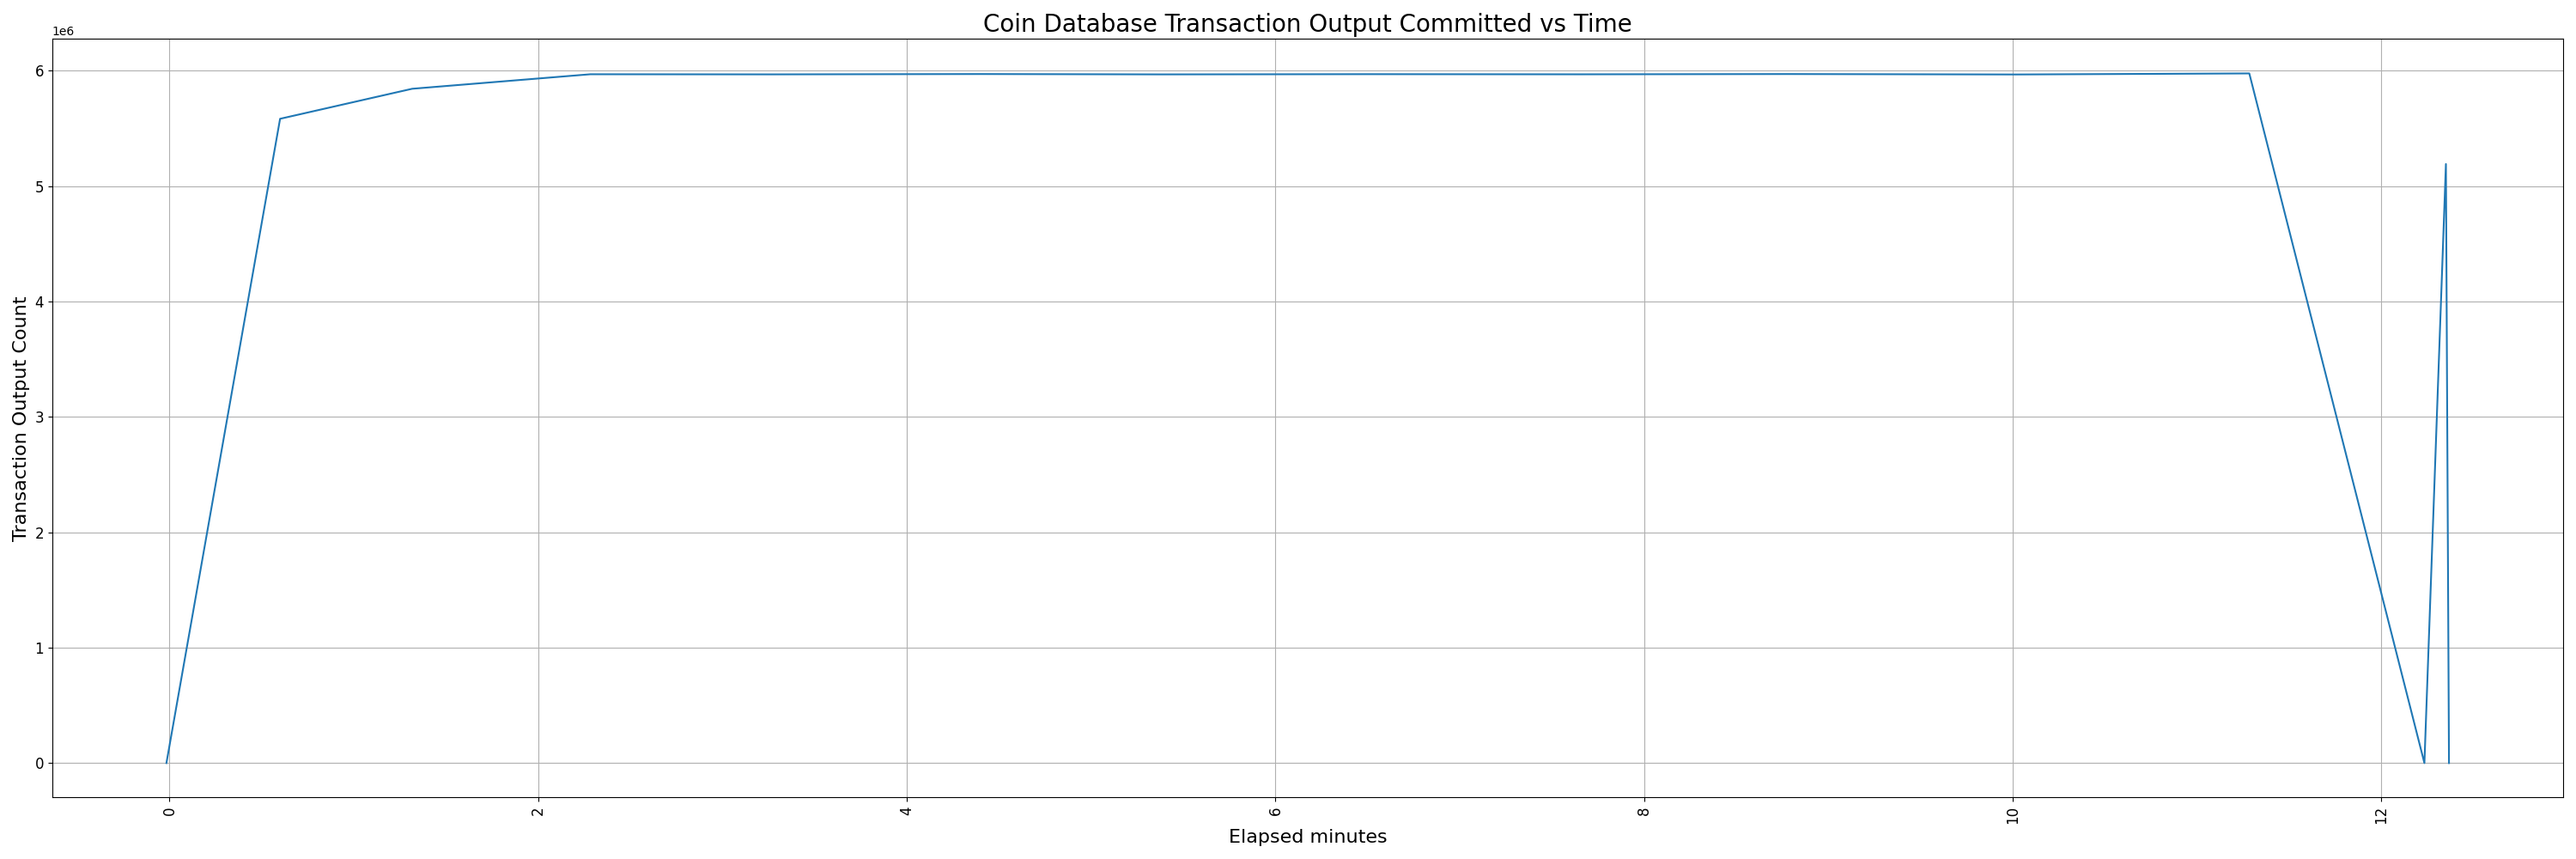 Coin Database Transaction Output Committed vs Time
1e6
6
5
4
3
2
1
0
Transaction Output Count
0 2 4 6 8 10 12
Elapsed minutes